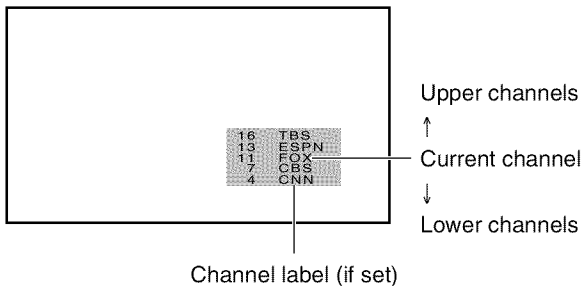 Upper channels
↑
16 TBS
13 ESPN
11 FOX
7 CBS
4 CNN
Current channel
↓
Lower channels
Channel label (if set)